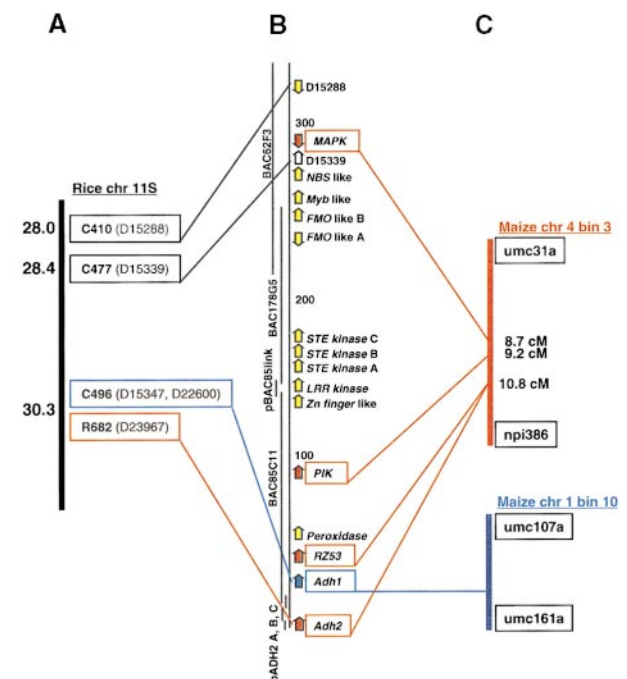 A
B
C
Rice chr 11S
28.0
C410 (D15288)
28.4
C477 (D15339)
30.3
C496 (D15347, D22600)
R682 (D23967)
BAC62F3
BAC178G5
pBAC85link
BAC85C11
pADH2 A, B, C
D15288
300
MAPK
D15339
NBS like
Myb like
FMO like B
FMO like A
200
STE kinase C
STE kinase B
STE kinase A
LRR kinase
Zn finger like
100
PIK
Peroxidase
RZ53
Adh1
Adh2
Maize chr 4 bin 3
umc31a
8.7 cM
9.2 cM
10.8 cM
npi386
Maize chr 1 bin 10
umc107a
umc161a